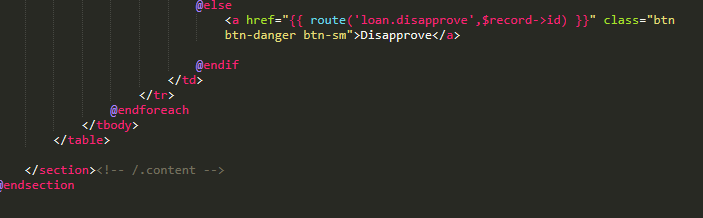 @else
<a href="{{ route('loan.disapprove',$record->id) }}" class="btn
btn-danger btn-sm">Disapprove</a>
@endif
</td>
</tr>
@endforeach
</tbody>
</table>
</section><!-- /.content -->
@endsection